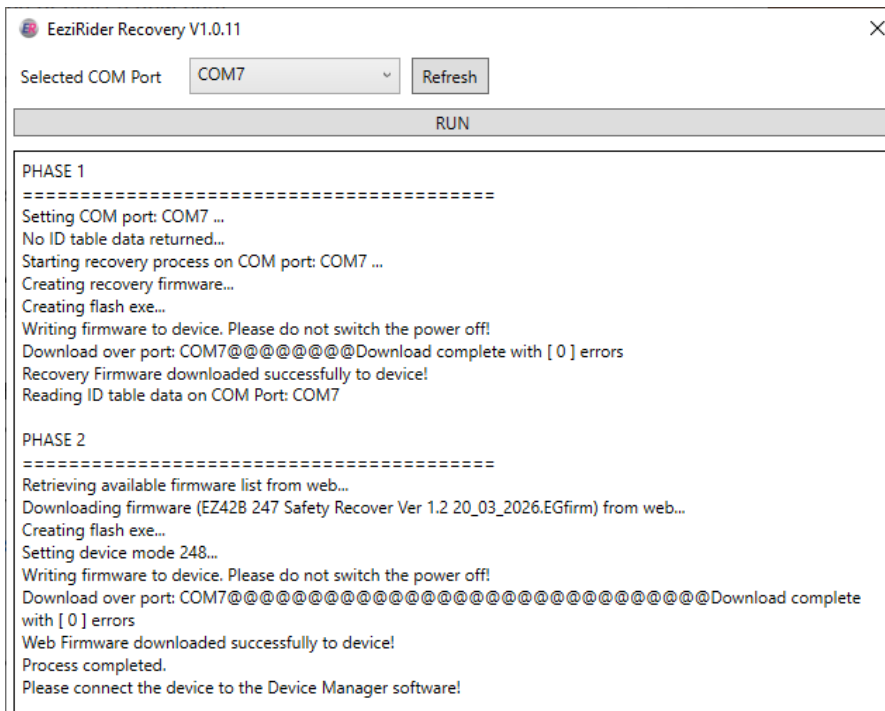 EeziRider Recovery V1.0.11
Selected COM Port COM7 Refresh
RUN
PHASE 1
=========================================
Setting COM port: COM7 ...
No ID table data returned...
Starting recovery process on COM port: COM7 ...
Creating recovery firmware...
Creating flash exe...
Writing firmware to device. Please do not switch the power off!
Download over port: COM7@@@@@@@@Download complete with [ 0 ] errors
Recovery Firmware downloaded successfully to device!
Reading ID table data on COM Port: COM7
PHASE 2
=========================================
Retrieving available firmware list from web...
Downloading firmware (EZ42B 247 Safety Recover Ver 1.2 20_03_2026.EGfirm) from web...
Creating flash exe...
Setting device mode 248...
Writing firmware to device. Please do not switch the power off!
Download over port: COM7@@@@@@@@@@@@@@@@@@@@@@@@@@@@@@Download complete
with [ 0 ] errors
Web Firmware downloaded successfully to device!
Process completed.
Please connect the device to the Device Manager software!